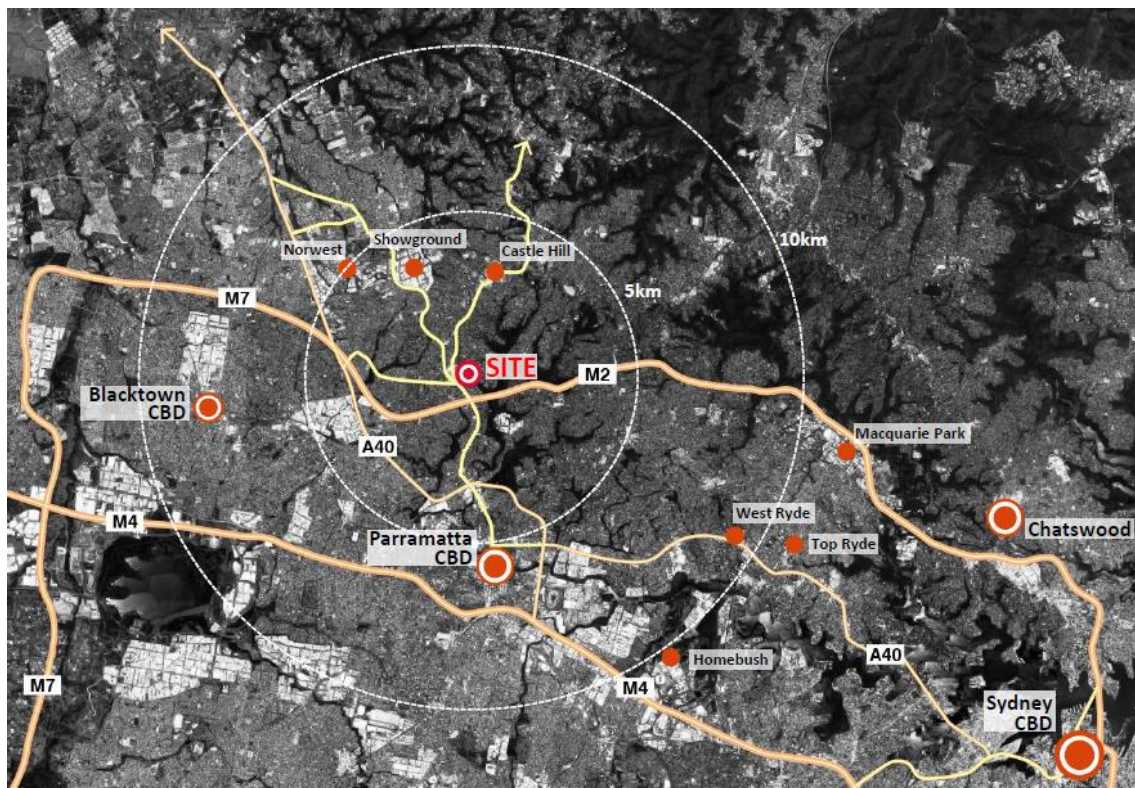 10km
Showground
Norwest
Castle Hill
5km
M7
SITE
M2
Blacktown
CBD
A40
Macquarie Park
M4
West Ryde
Chatswood
Parramatta
CBD
Top Ryde
A40
Homebush
M7
M4
Sydney
CBD